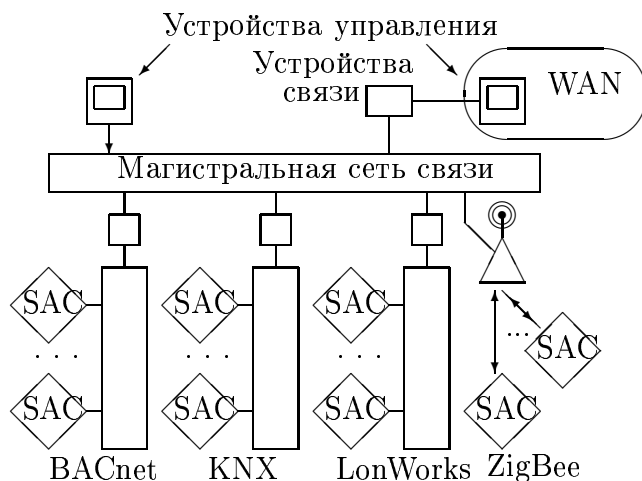 Устройства управления
Устройства
связи
WAN
Магистральная сеть связи
SAC SAC SAC
. . . . . . . . . ...
SAC
SAC SAC SAC SAC
BACnet KNX LonWorks ZigBee